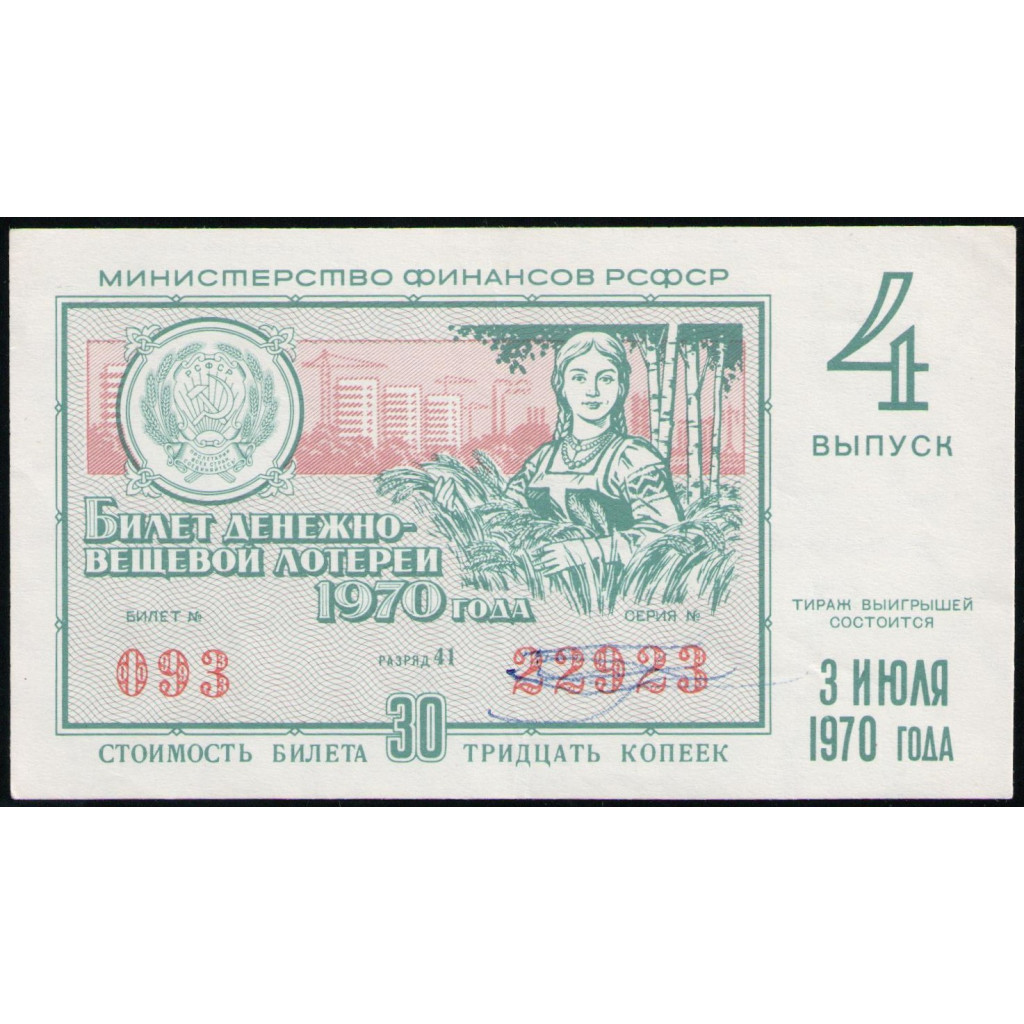 МИНИСТЕРСТВО ФИНАНСОВ РСФСР
РСФСР
БИЛЕТ ДЕНЕЖНО-
ВЕЩЕВОЙ ЛОТЕРЕИ
1970 ГОДА
БИЛЕТ № СЕРИЯ №
093 РАЗРЯД 41 22923
СТОИМОСТЬ БИЛЕТА 30 ТРИДЦАТЬ КОПЕЕК
4
ВЫПУСК
ТИРАЖ ВЫИГРЫШЕЙ
СОСТОИТСЯ
3 ИЮЛЯ
1970 ГОДА